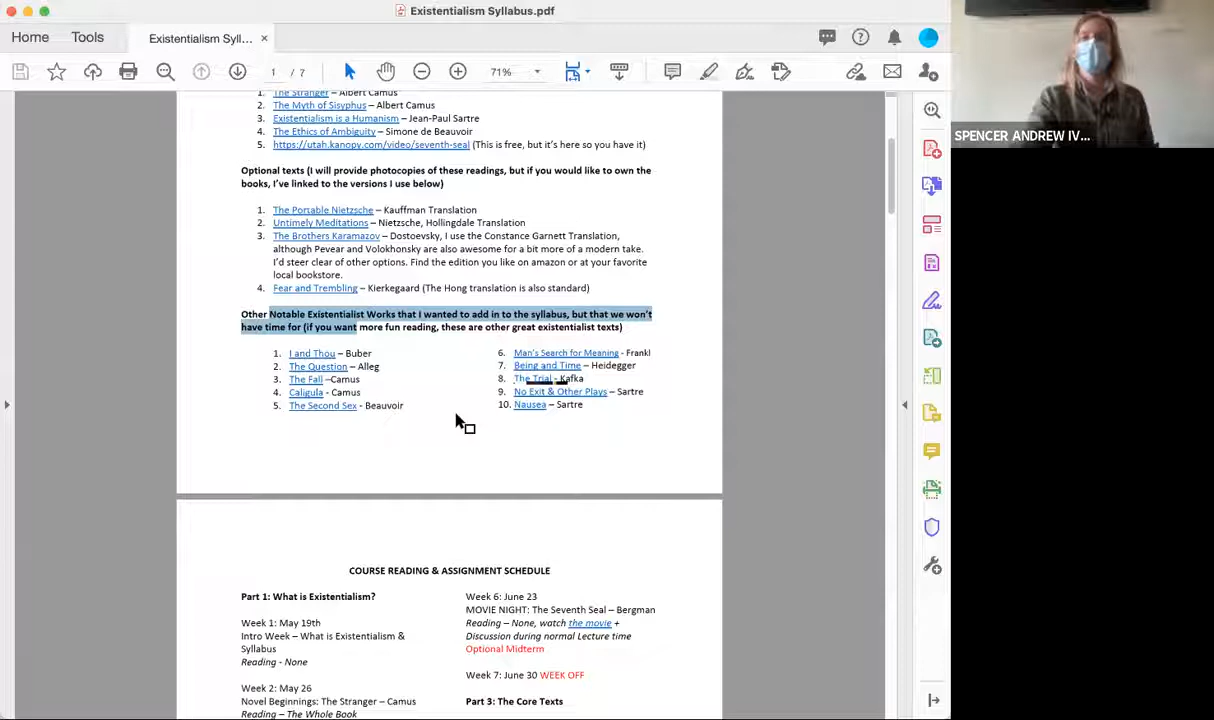 Existentialism Syllabus.pdf
Home Tools Existentialism Syll... ×
1 / 7 71%
SPENCER ANDREW IV...
1. The Stranger – Albert Camus
2. The Myth of Sisyphus – Albert Camus
3. Existentialism is a Humanism – Jean-Paul Sartre
4. The Ethics of Ambiguity – Simone de Beauvoir
5. https://utah.kanopy.com/video/seventh-seal (This is free, but it's here so you have it)
Optional texts (I will provide photocopies of these readings, but if you would like to own the
books, I've linked to the versions I use below)
1. The Portable Nietzsche – Kauffman Translation
2. Untimely Meditations – Nietzsche, Hollingdale Translation
3. The Brothers Karamazov – Dostoevsky, I use the Constance Garnett Translation,
although Pevear and Volokhonsky are also awesome for a bit more of a modern take.
I'd steer clear of other options. Find the edition you like on amazon or at your favorite
local bookstore.
4. Fear and Trembling – Kierkegaard (The Hong translation is also standard)
Other Notable Existentialist Works that I wanted to add in to the syllabus, but that we won't
have time for (if you want more fun reading, these are other great existentialist texts)
1. I and Thou – Buber
2. The Question – Alleg
3. The Fall –Camus
4. Caligula - Camus
5. The Second Sex - Beauvoir
6. Man's Search for Meaning - Frankl
7. Being and Time – Heidegger
8. The Trial - Kafka
9. No Exit & Other Plays – Sartre
10. Nausea – Sartre
COURSE READING & ASSIGNMENT SCHEDULE
Part 1: What is Existentialism?
Week 1: May 19th
Intro Week – What is Existentialism &
Syllabus
Reading - None
Week 2: May 26
Novel Beginnings: The Stranger – Camus
Reading – The Whole Book
Week 6: June 23
MOVIE NIGHT: The Seventh Seal – Bergman
Reading – None, watch the movie +
Discussion during normal Lecture time
Optional Midterm
Week 7: June 30 WEEK OFF
Part 3: The Core Texts